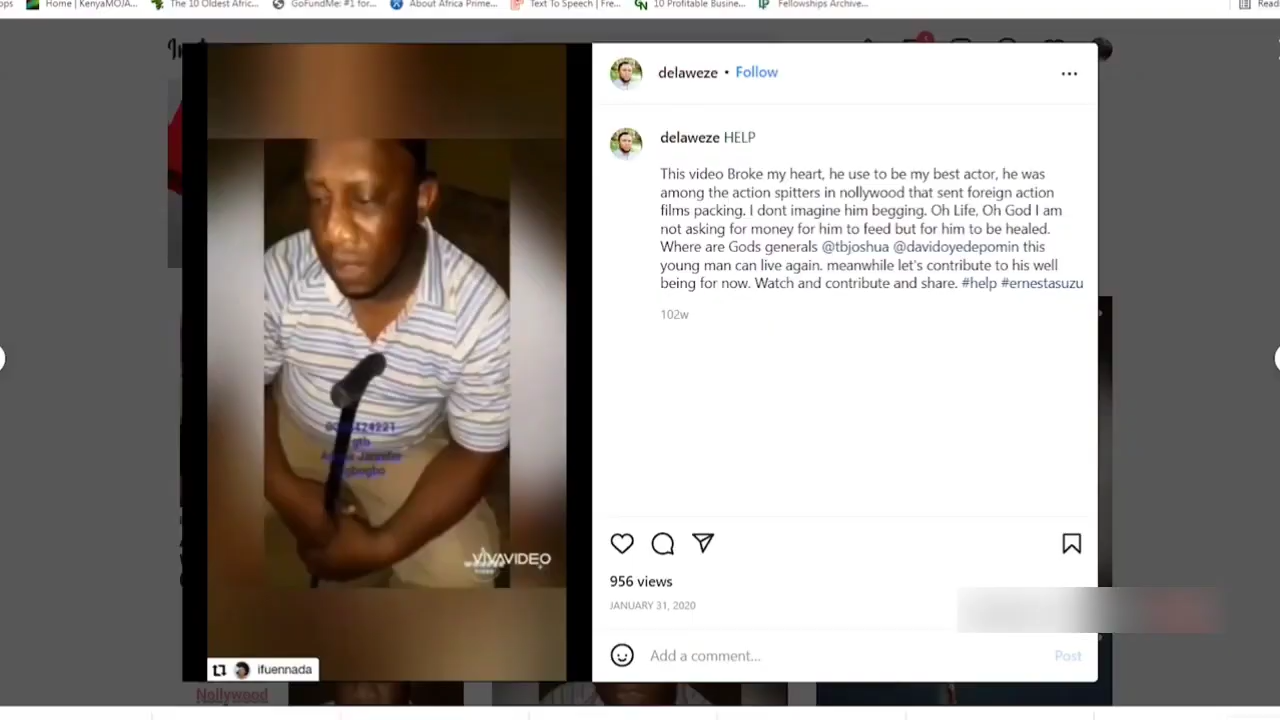 Home | KenyaMOJA...
The 10 Oldest Afric...
GoFundMe: #1 for...
About Africa Prime...
Text To Speech | Fre...
10 Profitable Busine...
Fellowships Archive...
Read
delaweze • Follow
delaweze HELP
This video Broke my heart, he use to be my best actor, he was
among the action spitters in nollywood that sent foreign action
films packing. I dont imagine him begging. Oh Life, Oh God I am
not asking for money for him to feed but for him to be healed.
Where are Gods generals @tbjoshua @davidoyedepomin this
young man can live again. meanwhile let's contribute to his well
being for now. Watch and contribute and share. #help #ernestasuzu
102w
gtb
VIVAVIDEO
956 views
JANUARY 31, 2020
Add a comment...
Post
ifuennada
Nollywood